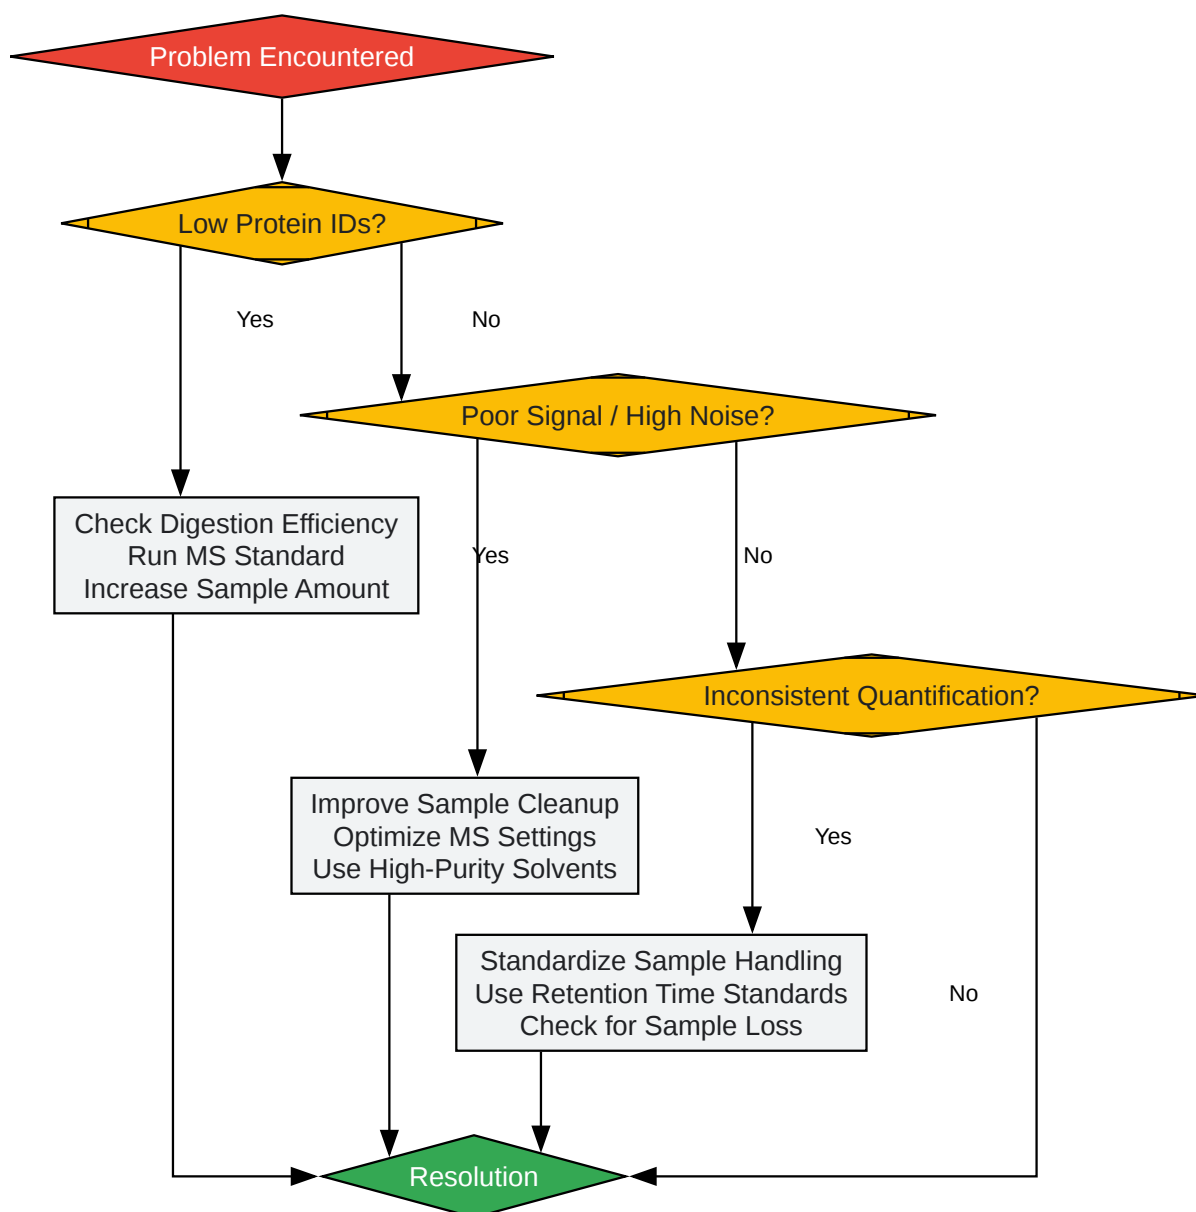 Problem Encountered
Low Protein IDs?
Yes
No
Poor Signal / High Noise?
Check Digestion Efficiency
Run MS Standard
Increase Sample Amount
Yes
No
Inconsistent Quantification?
Improve Sample Cleanup
Optimize MS Settings
Use High-Purity Solvents
Yes
Standardize Sample Handling
Use Retention Time Standards
Check for Sample Loss
No
Resolution